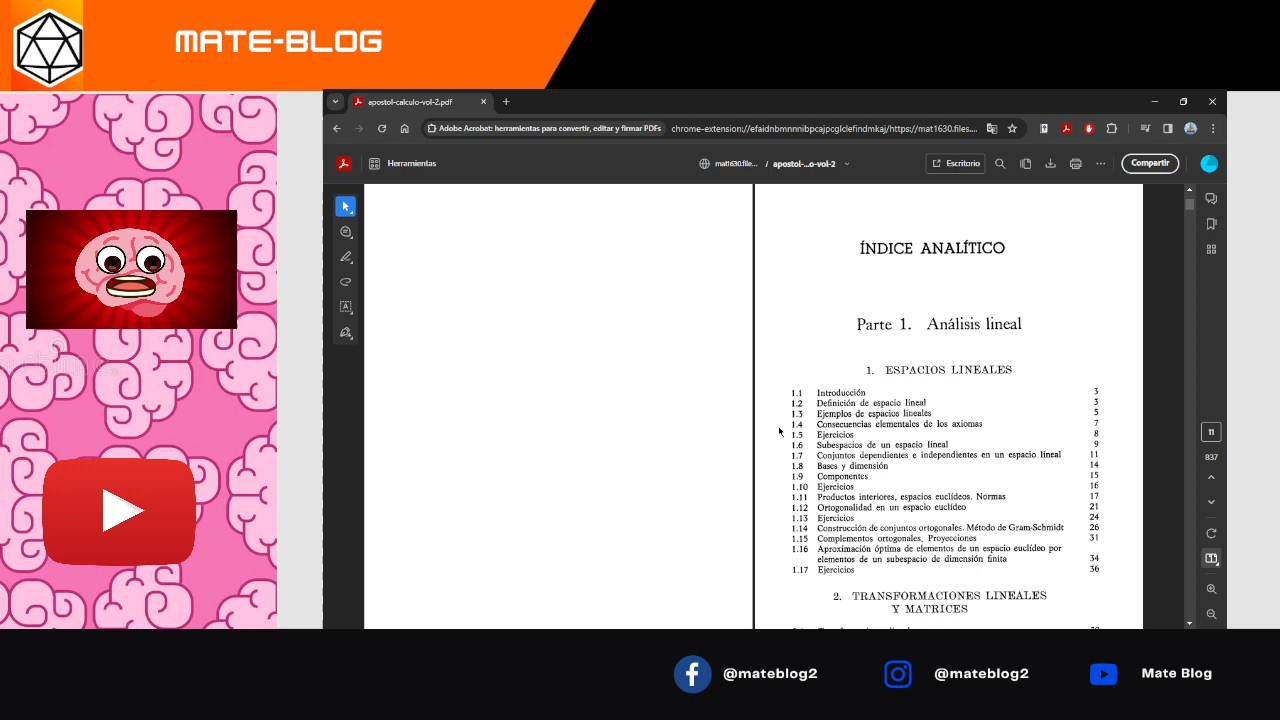 MATE-BLOG
apostol-calculo-vol-2.pdf
Adobe Acrobat: herramientas para convertir, editar y firmar PDFs
chrome-extension://efaidnbmnnnibpcajpcglclefindmkaj/https://mat1630.files....
Herramientas
mat1630.file... / apostol-...o-vol-2
Escritorio
Compartir
ÍNDICE ANALÍTICO
Parte 1. Análisis lineal
1. ESPACIOS LINEALES
1.1 Introducción 3
1.2 Definición de espacio lineal 3
1.3 Ejemplos de espacios lineales 5
1.4 Consecuencias elementales de los axiomas 7
1.5 Ejercicios 8
1.6 Subespacios de un espacio lineal 9
1.7 Conjuntos dependientes e independientes en un espacio lineal 11
1.8 Bases y dimensión 14
1.9 Componentes 15
1.10 Ejercicios 16
1.11 Productos interiores, espacios euclídeos. Normas 17
1.12 Ortogonalidad en un espacio euclídeo 21
1.13 Ejercicios 24
1.14 Construcción de conjuntos ortogonales. Método de Gram-Schmidt 26
1.15 Complementos ortogonales, Proyecciones 31
1.16 Aproximación óptima de elementos de un espacio euclídeo por
elementos de un subespacio de dimensión finita 34
1.17 Ejercicios 36
2. TRANSFORMACIONES LINEALES
Y MATRICES
11
837
@mateblog2
@mateblog2
Mate Blog